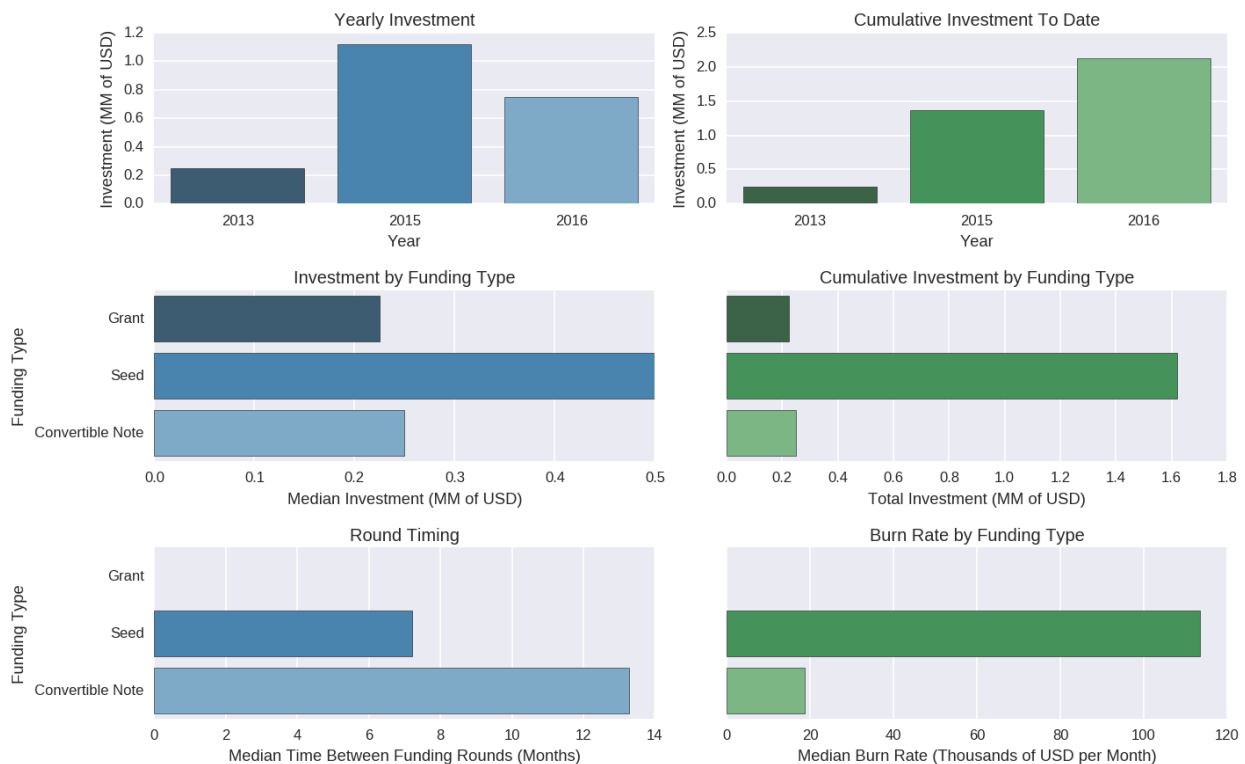 Yearly Investment
Investment (MM of USD)
1.2
1.0
0.8
0.6
0.4
0.2
0.0
2013 2015 2016
Year
Cumulative Investment To Date
Investment (MM of USD)
2.5
2.0
1.5
1.0
0.5
0.0
2013 2015 2016
Year
Investment by Funding Type
Funding Type
Grant
Seed
Convertible Note
0.0 0.1 0.2 0.3 0.4 0.5
Median Investment (MM of USD)
Cumulative Investment by Funding Type
0.0 0.2 0.4 0.6 0.8 1.0 1.2 1.4 1.6 1.8
Total Investment (MM of USD)
Round Timing
Funding Type
Grant
Seed
Convertible Note
0 2 4 6 8 10 12 14
Median Time Between Funding Rounds (Months)
Burn Rate by Funding Type
0 20 40 60 80 100 120
Median Burn Rate (Thousands of USD per Month)